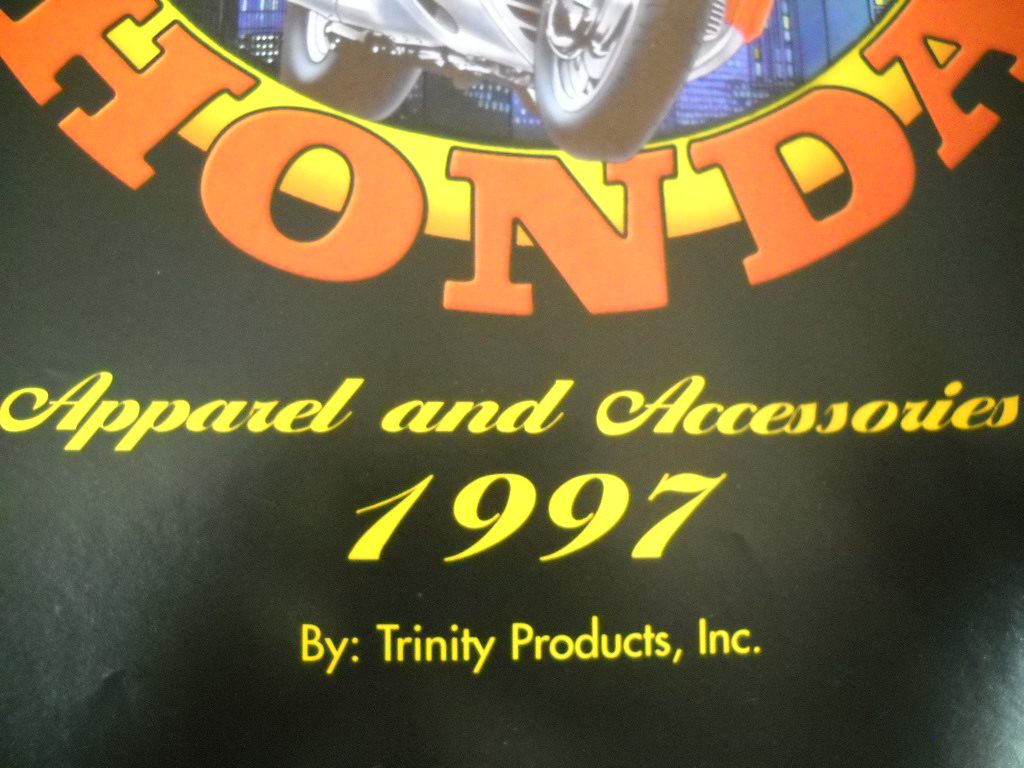 HONDA
Apparel and Accessories
1997
By: Trinity Products, Inc.